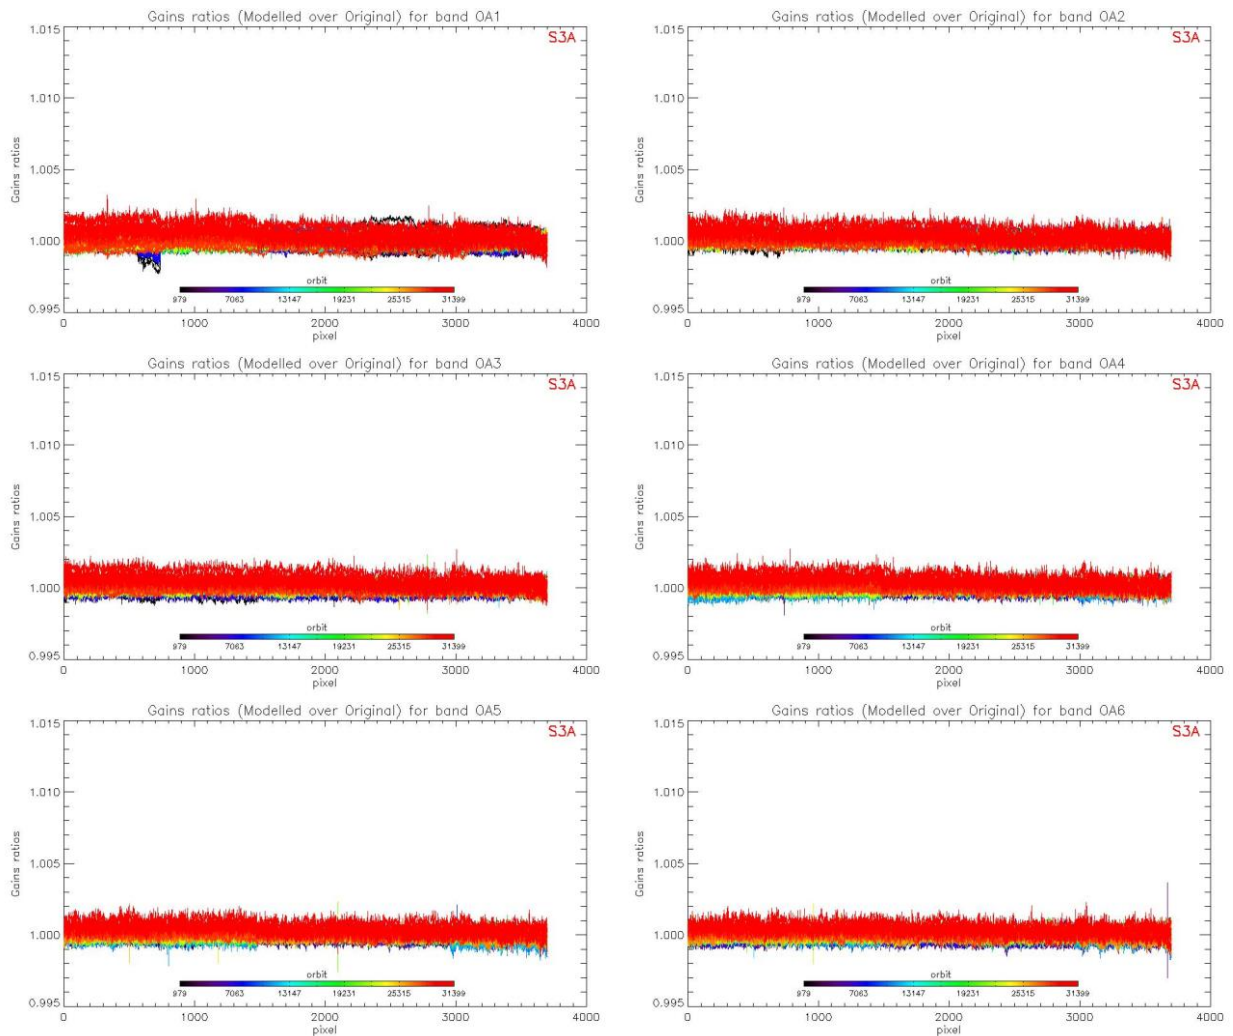 Gains ratios (Modelled over Original) for band OA1
S3A
1.015
1.010
1.005
1.000
0.995
Gains ratios
orbit
979 7063 13147 19231 25315 31399
0 1000 2000 3000 4000
pixel
Gains ratios (Modelled over Original) for band OA2
S3A
1.015
1.010
1.005
1.000
0.995
Gains ratios
orbit
979 7063 13147 19231 25315 31399
0 1000 2000 3000 4000
pixel
Gains ratios (Modelled over Original) for band OA3
S3A
1.015
1.010
1.005
1.000
0.995
Gains ratios
orbit
979 7063 13147 19231 25315 31399
0 1000 2000 3000 4000
pixel
Gains ratios (Modelled over Original) for band OA4
S3A
1.015
1.010
1.005
1.000
0.995
Gains ratios
orbit
979 7063 13147 19231 25315 31399
0 1000 2000 3000 4000
pixel
Gains ratios (Modelled over Original) for band OA5
S3A
1.015
1.010
1.005
1.000
0.995
Gains ratios
orbit
979 7063 13147 19231 25315 31399
0 1000 2000 3000 4000
pixel
Gains ratios (Modelled over Original) for band OA6
S3A
1.015
1.010
1.005
1.000
0.995
Gains ratios
orbit
979 7063 13147 19231 25315 31399
0 1000 2000 3000 4000
pixel